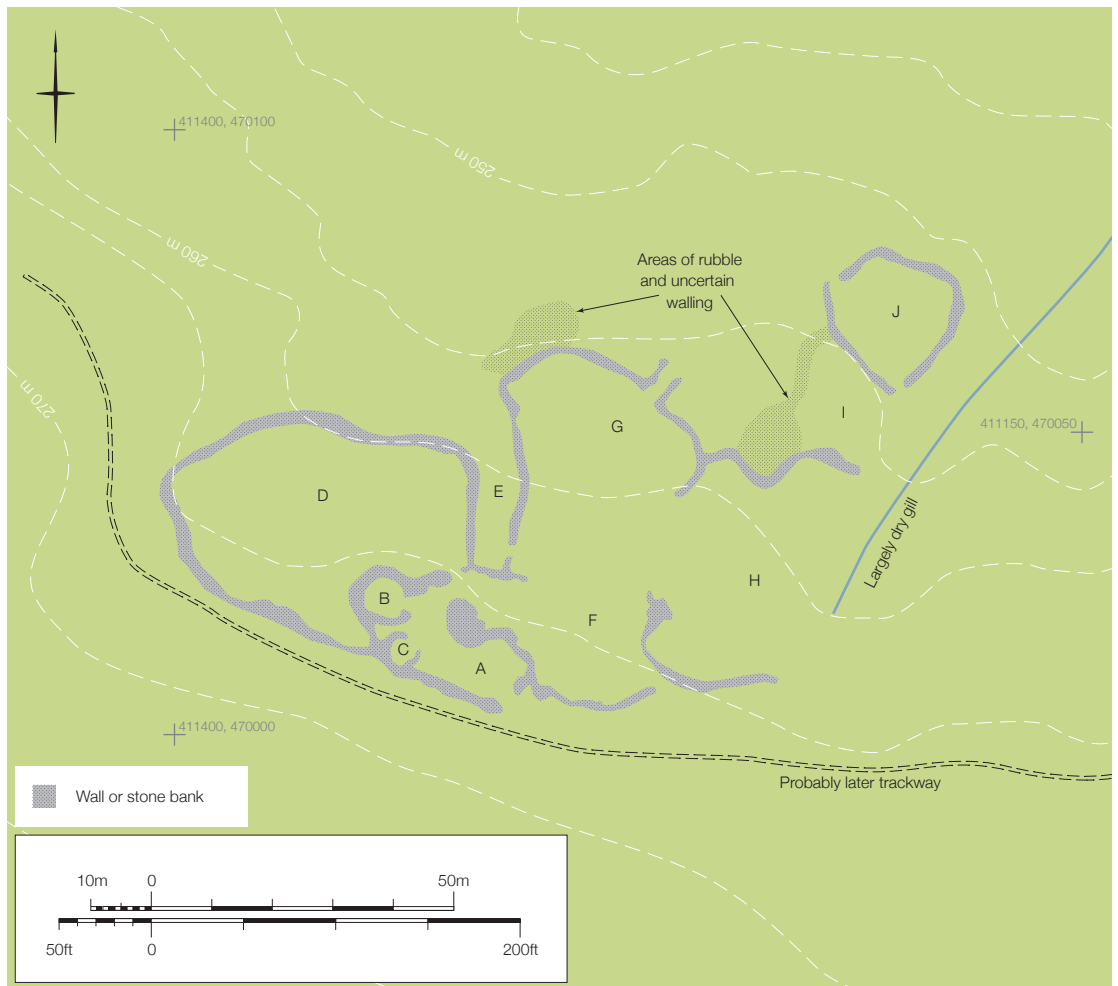 411400, 470100
250 m
260 m
Areas of rubble
and uncertain
walling
J
270 m
I
411150, 470050
G
E
D
Largely dry gill
H
B
F
C
A
411400, 470000
Probably later trackway
Wall or stone bank
10m 0 50m
50ft 0 200ft